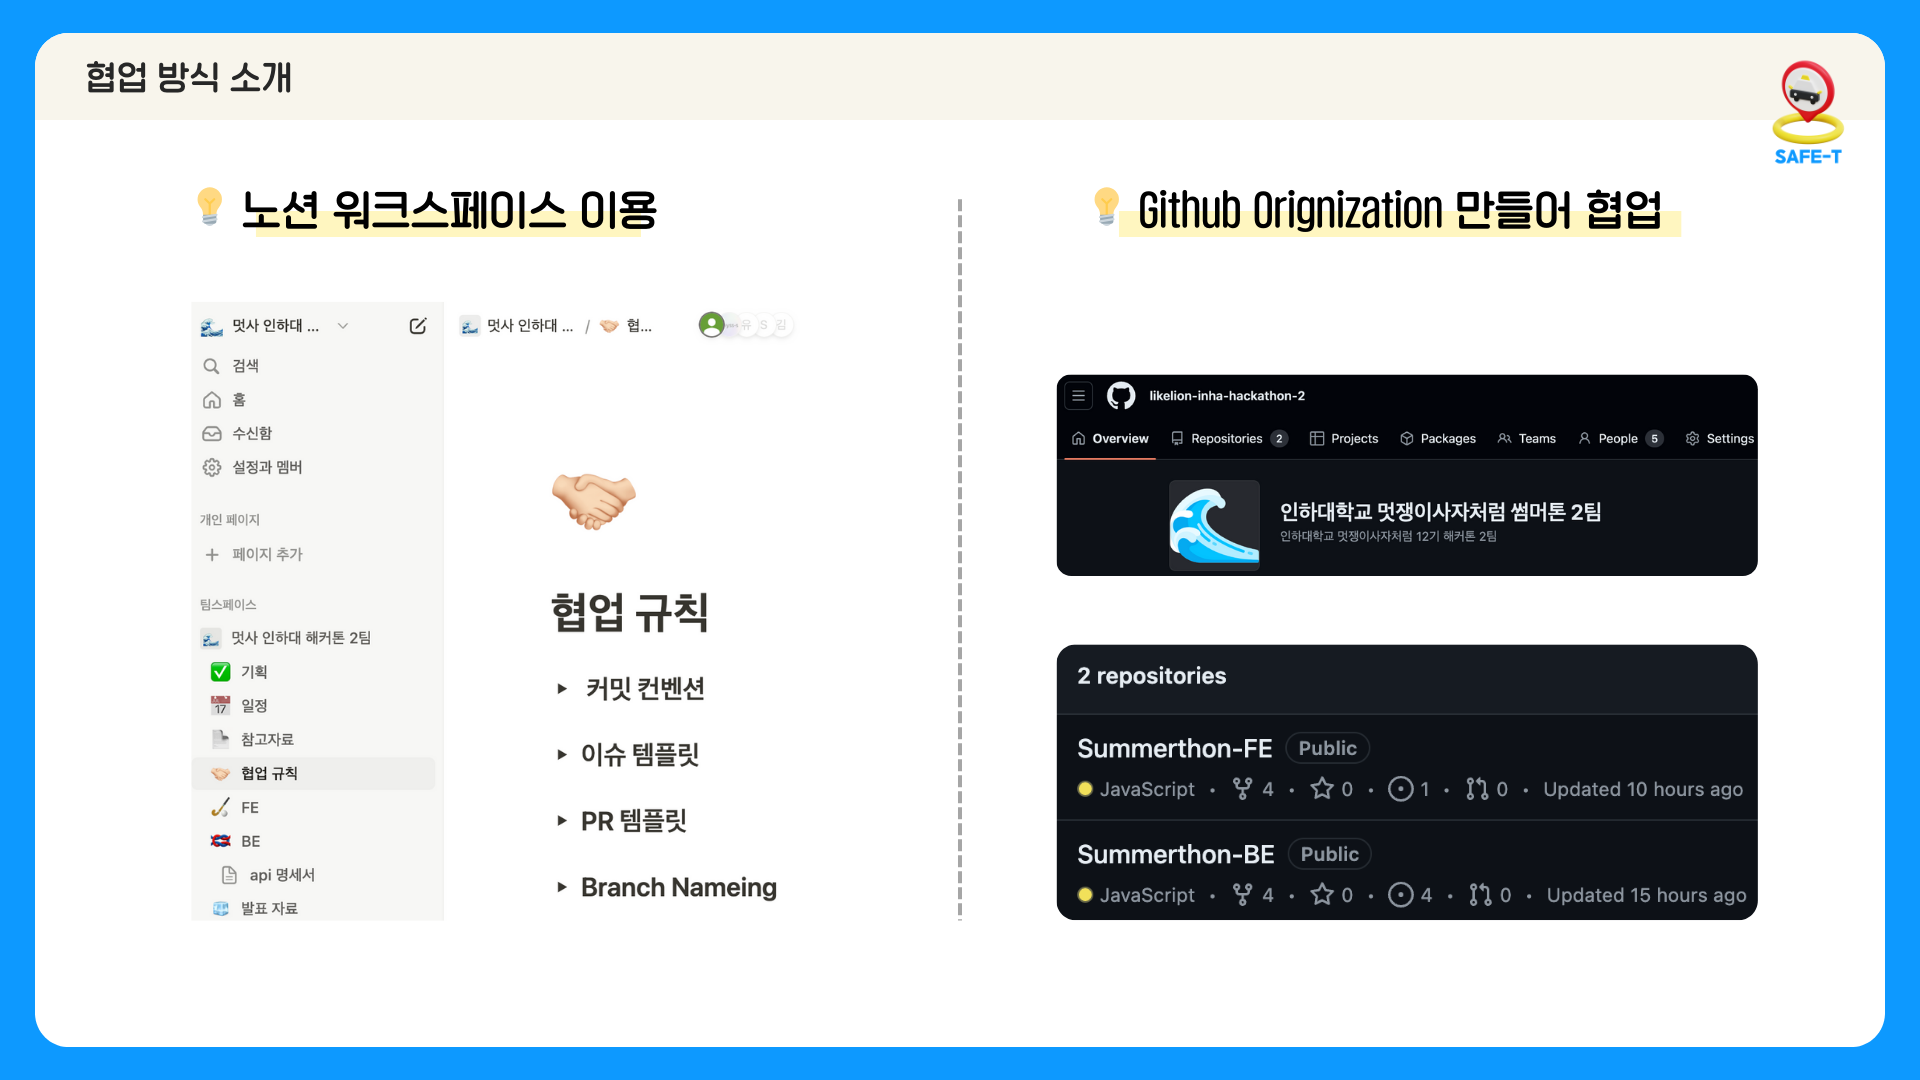 협업 방식 소개
SAFE-T
노션 워크스페이스 이용
멋사 인하대 ...
검색
홈
수신함
설정과 멤버
개인 페이지
페이지 추가
팀스페이스
멋사 인하대 해커톤 2팀
기획
17
일정
참고자료
협업 규칙
FE
BE
api 명세서
발표 자료
멋사 인하대 ... / 협...
유 S 김
협업 규칙
커밋 컨벤션
이슈 템플릿
PR 템플릿
Branch Nameing
Github Orignization 만들어 협업
likelion-inha-hackathon-2
Overview Repositories 2 Projects Packages Teams People 5 Settings
인하대학교 멋쟁이사자처럼 썸머톤 2팀
인하대학교 멋쟁이사자처럼 12기 해커톤 2팀
2 repositories
Summerthon-FE Public
JavaScript · 4 · 0 · 1 · 0 · Updated 10 hours ago
Summerthon-BE Public
JavaScript · 4 · 0 · 4 · 0 · Updated 15 hours ago